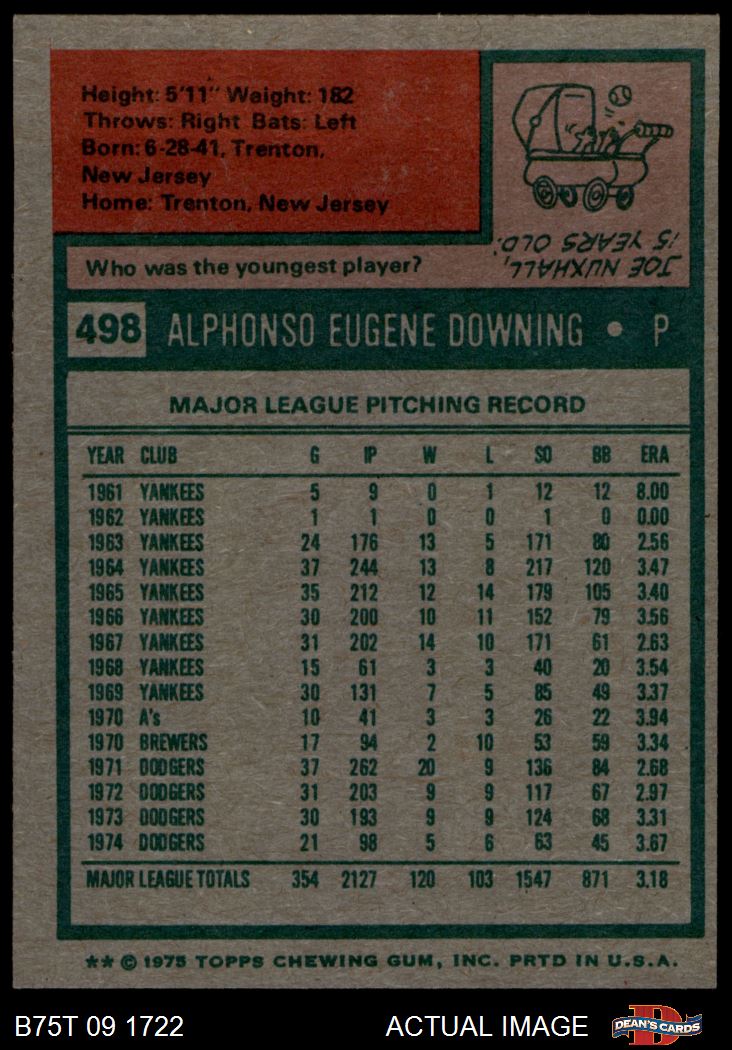 Height: 5'11" Weight: 182
Throws: Right Bats: Left
Born: 6-28-41, Trenton,
New Jersey
Home: Trenton, New Jersey
Who was the youngest player?
JOE NUXHALL,
15 YEARS OLD.
498 ALPHONSO EUGENE DOWNING • P
MAJOR LEAGUE PITCHING RECORD
YEAR CLUB G IP W L SO BB ERA
1961 YANKEES 5 9 0 1 12 12 8.00
1962 YANKEES 1 1 0 0 1 0 0.00
1963 YANKEES 24 176 13 5 171 80 2.56
1964 YANKEES 37 244 13 8 217 120 3.47
1965 YANKEES 35 212 12 14 179 105 3.40
1966 YANKEES 30 200 10 11 152 79 3.56
1967 YANKEES 31 202 14 10 171 61 2.63
1968 YANKEES 15 61 3 3 40 20 3.54
1969 YANKEES 30 131 7 5 85 49 3.37
1970 A's 10 41 3 3 26 22 3.94
1970 BREWERS 17 94 2 10 53 59 3.34
1971 DODGERS 37 262 20 9 136 84 2.68
1972 DODGERS 31 203 9 9 117 67 2.97
1973 DODGERS 30 193 9 9 124 68 3.31
1974 DODGERS 21 98 5 6 63 45 3.67
MAJOR LEAGUE TOTALS 354 2127 120 103 1547 871 3.18
** © 1975 TOPPS CHEWING GUM, INC. PRTD IN U.S.A.
B75T 09 1722 ACTUAL IMAGE DEAN'S CARDS